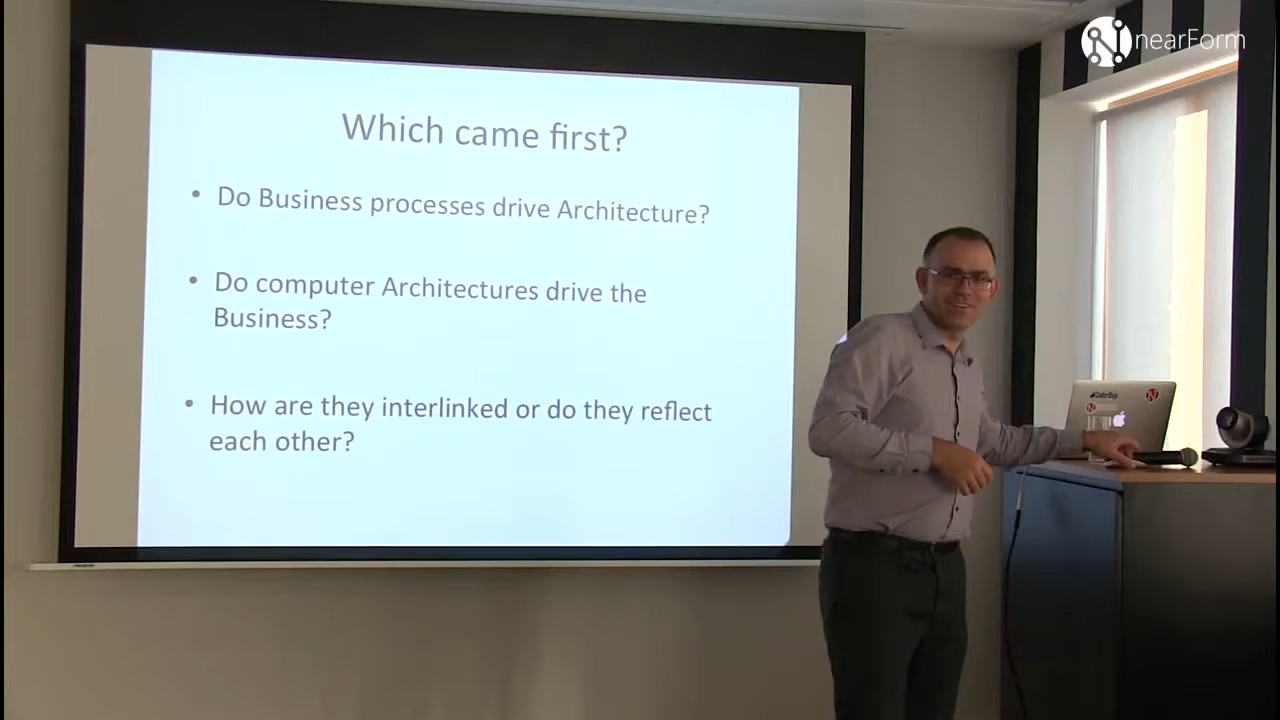 nearForm
Which came first?
• Do Business processes drive Architecture?
• Do computer Architectures drive the
Business?
• How are they interlinked or do they reflect
each other?
CoderDojo